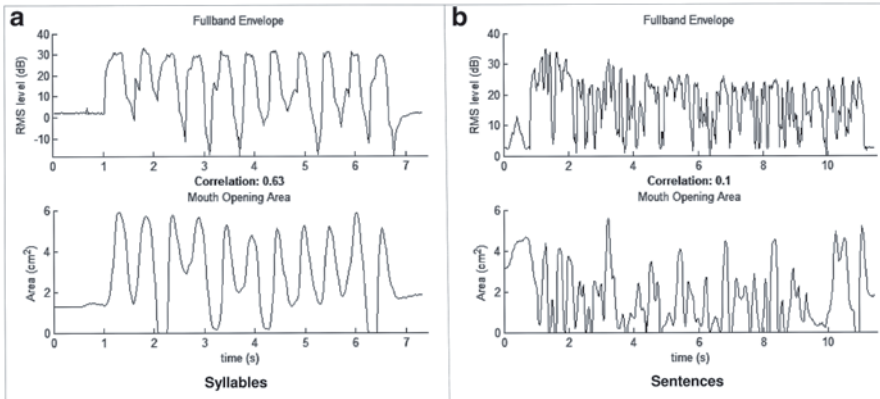 a
Fullband Envelope
RMS level (dB)
40
30
20
10
0
-10
0 1 2 3 4 5 6 7
Correlation: 0.63
Mouth Opening Area
Area (cm²)
6
4
2
0
0 1 2 3 4 5 6 7
time (s)
Syllables
b
Fullband Envelope
RMS level (dB)
40
30
20
10
0
0 2 4 6 8 10
Correlation: 0.1
Mouth Opening Area
Area (cm²)
6
4
2
0
0 2 4 6 8 10
time (s)
Sentences